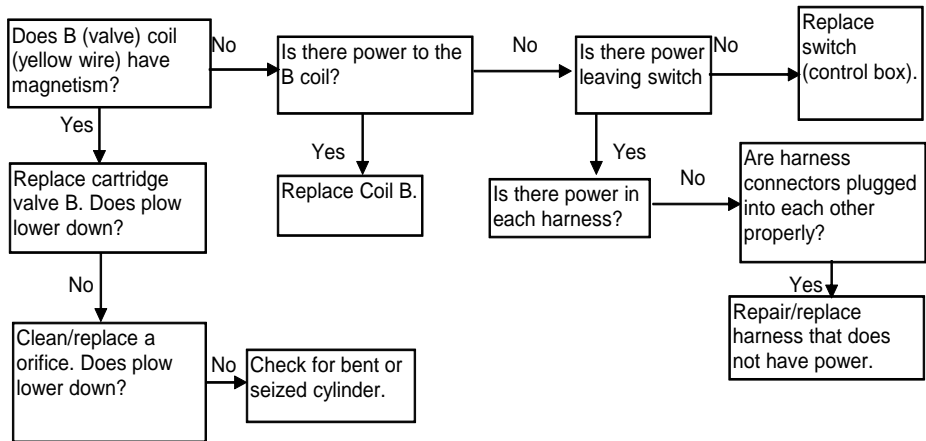 Does B (valve) coil
(yellow wire) have
magnetism?
No
Is there power to the
B coil?
No
Is there power
leaving switch
No
Replace
switch
(control box).
Yes
Yes
Yes
Replace cartridge
valve B. Does plow
lower down?
Replace Coil B.
Is there power in
each harness?
No
Are harness
connectors plugged
into each other
properly?
No
Yes
Clean/replace a
orifice. Does plow
lower down?
No
Check for bent or
seized cylinder.
Repair/replace
harness that does
not have power.